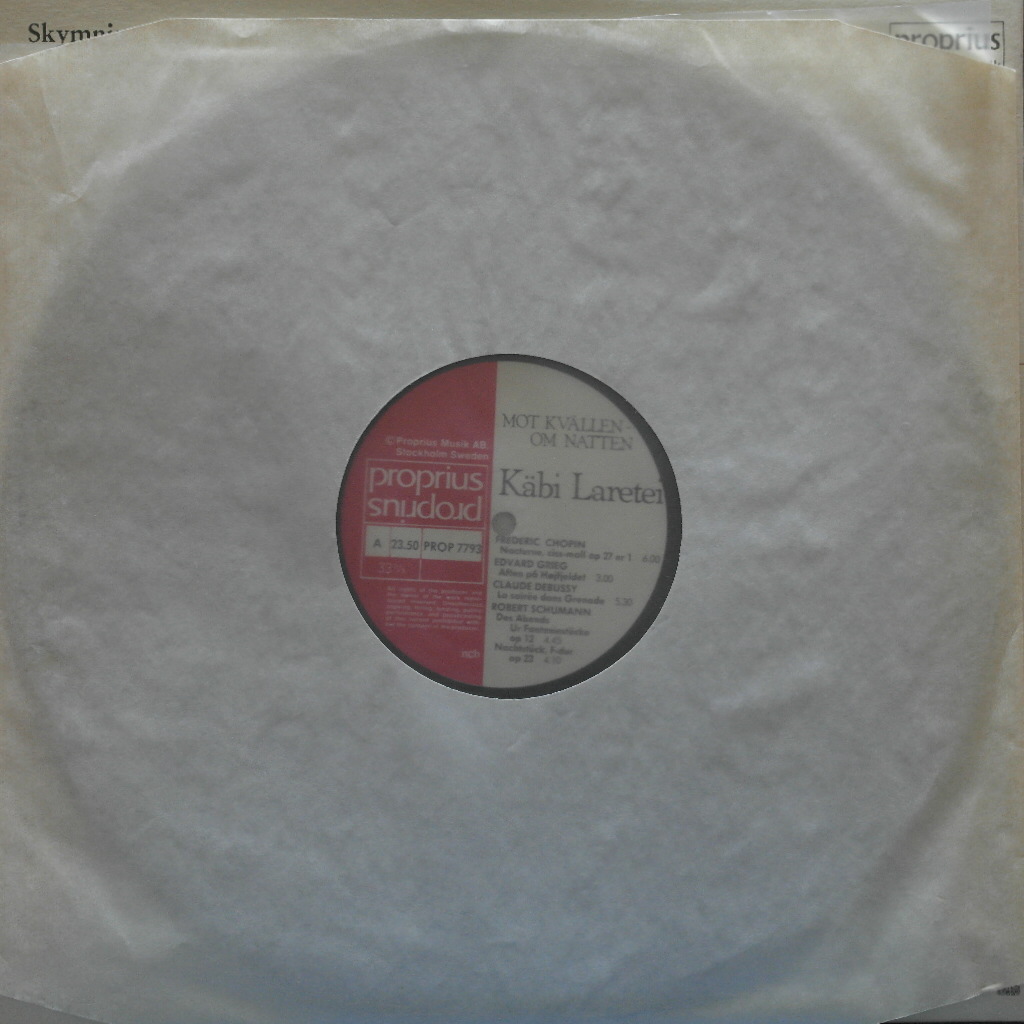 proprius
© Proprius Musik AB,
Stockholm Sweden
proprius
proprius
A 22.50 PROP 7793
33⅓
ncb
MOT KVÄLLEN-
OM NATTEN
Käbi Laretei
FREDERIC CHOPIN
Nocturne, ciss-moll op 27 nr 1 6.00
EDVARD GRIEG
Aften på Højfjeldet 3.00
CLAUDE DEBUSSY
La soirée dans Grenade 5.30
ROBERT SCHUMANN
Des Abends
Ur Fantasiestücke
op 12 4.45
Nachtstück, F-dur
op 23 4.10